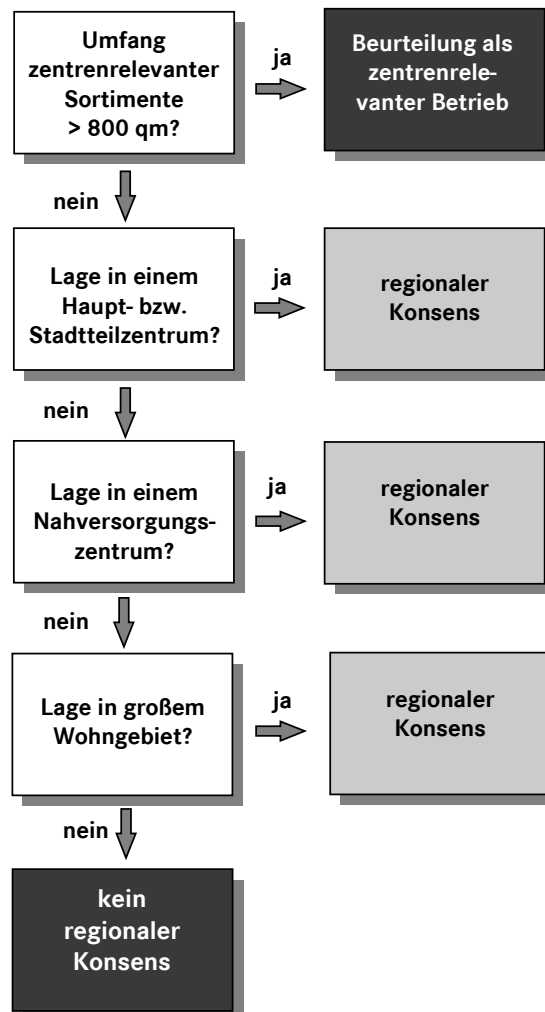 Umfang
zentrenrelevanter
Sortimente
> 800 qm?
ja
Beurteilung als
zentrenrele-
vanter Betrieb
nein
Lage in einem
Haupt- bzw.
Stadtteilzentrum?
ja
regionaler
Konsens
nein
Lage in einem
Nahversorgungs-
zentrum?
ja
regionaler
Konsens
nein
Lage in großem
Wohngebiet?
ja
regionaler
Konsens
nein
kein
regionaler
Konsens